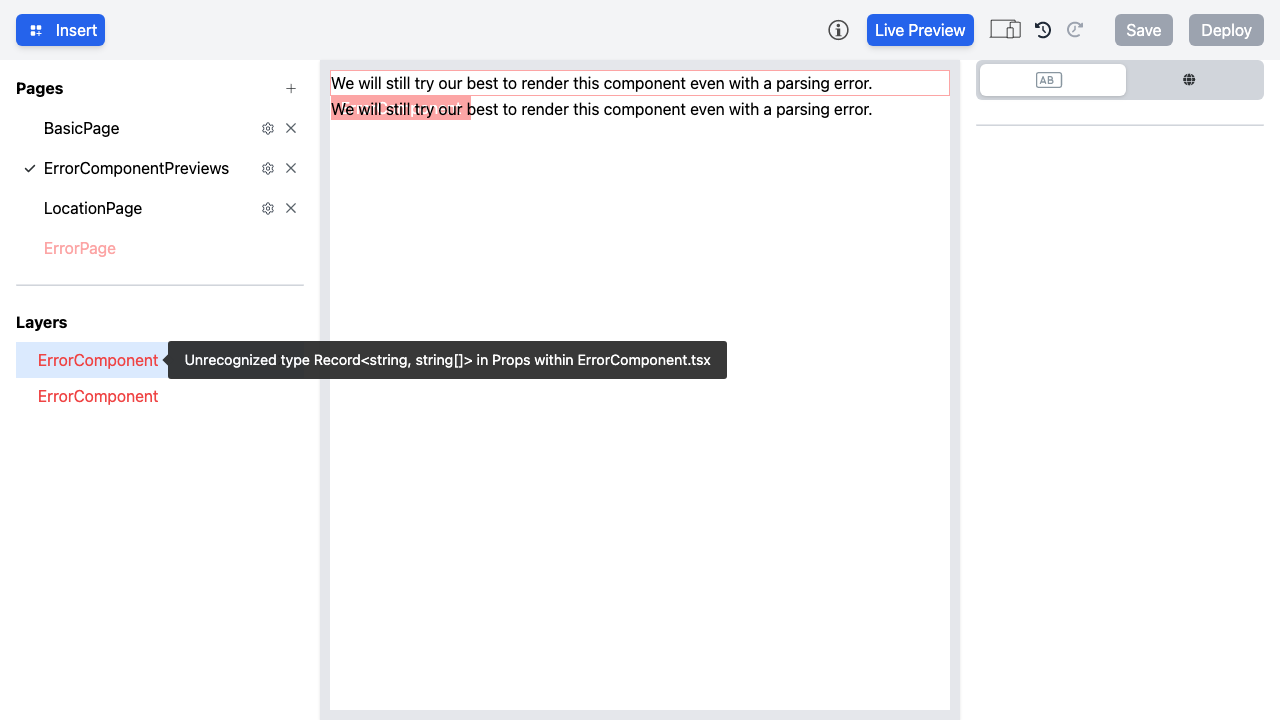 Insert
Live Preview
Save
Deploy
Pages
BasicPage
ErrorComponentPreviews
LocationPage
ErrorPage
Layers
ErrorComponent
ErrorComponent
Unrecognized type Record<string, string[]> in Props within ErrorComponent.tsx
We will still try our best to render this component even with a parsing error.
We will still try our best to render this component even with a parsing error.
AB